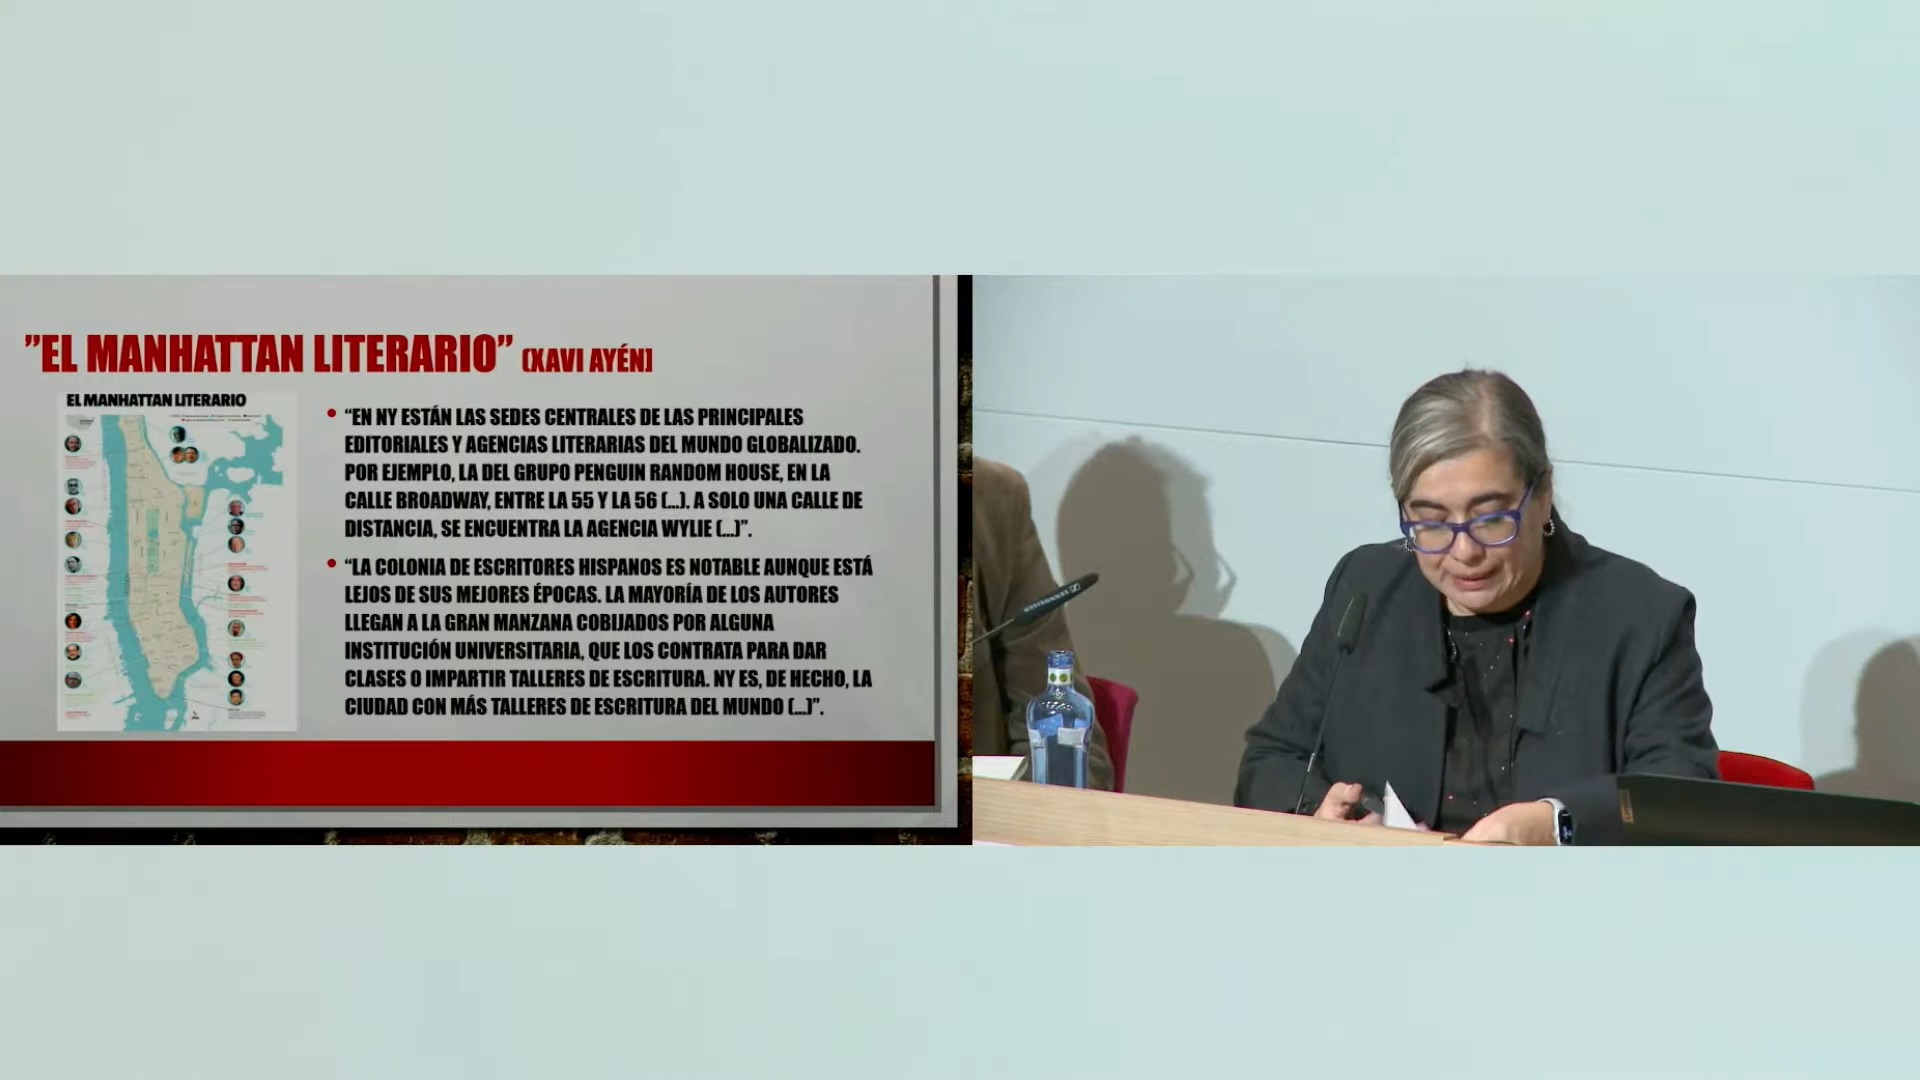 ”EL MANHATTAN LITERARIO” (XAVI AYÉN)
EL MANHATTAN LITERARIO
• “EN NY ESTÁN LAS SEDES CENTRALES DE LAS PRINCIPALES
EDITORIALES Y AGENCIAS LITERARIAS DEL MUNDO GLOBALIZADO.
POR EJEMPLO, LA DEL GRUPO PENGUIN RANDOM HOUSE, EN LA
CALLE BROADWAY, ENTRE LA 55 Y LA 56 (...). A SOLO UNA CALLE DE
DISTANCIA, SE ENCUENTRA LA AGENCIA WYLIE (...)”.
• “LA COLONIA DE ESCRITORES HISPANOS ES NOTABLE AUNQUE ESTÁ
LEJOS DE SUS MEJORES ÉPOCAS. LA MAYORÍA DE LOS AUTORES
LLEGAN A LA GRAN MANZANA COBIJADOS POR ALGUNA
INSTITUCIÓN UNIVERSITARIA, QUE LOS CONTRATA PARA DAR
CLASES O IMPARTIR TALLERES DE ESCRITURA. NY ES, DE HECHO, LA
CIUDAD CON MÁS TALLERES DE ESCRITURA DEL MUNDO (...)”.